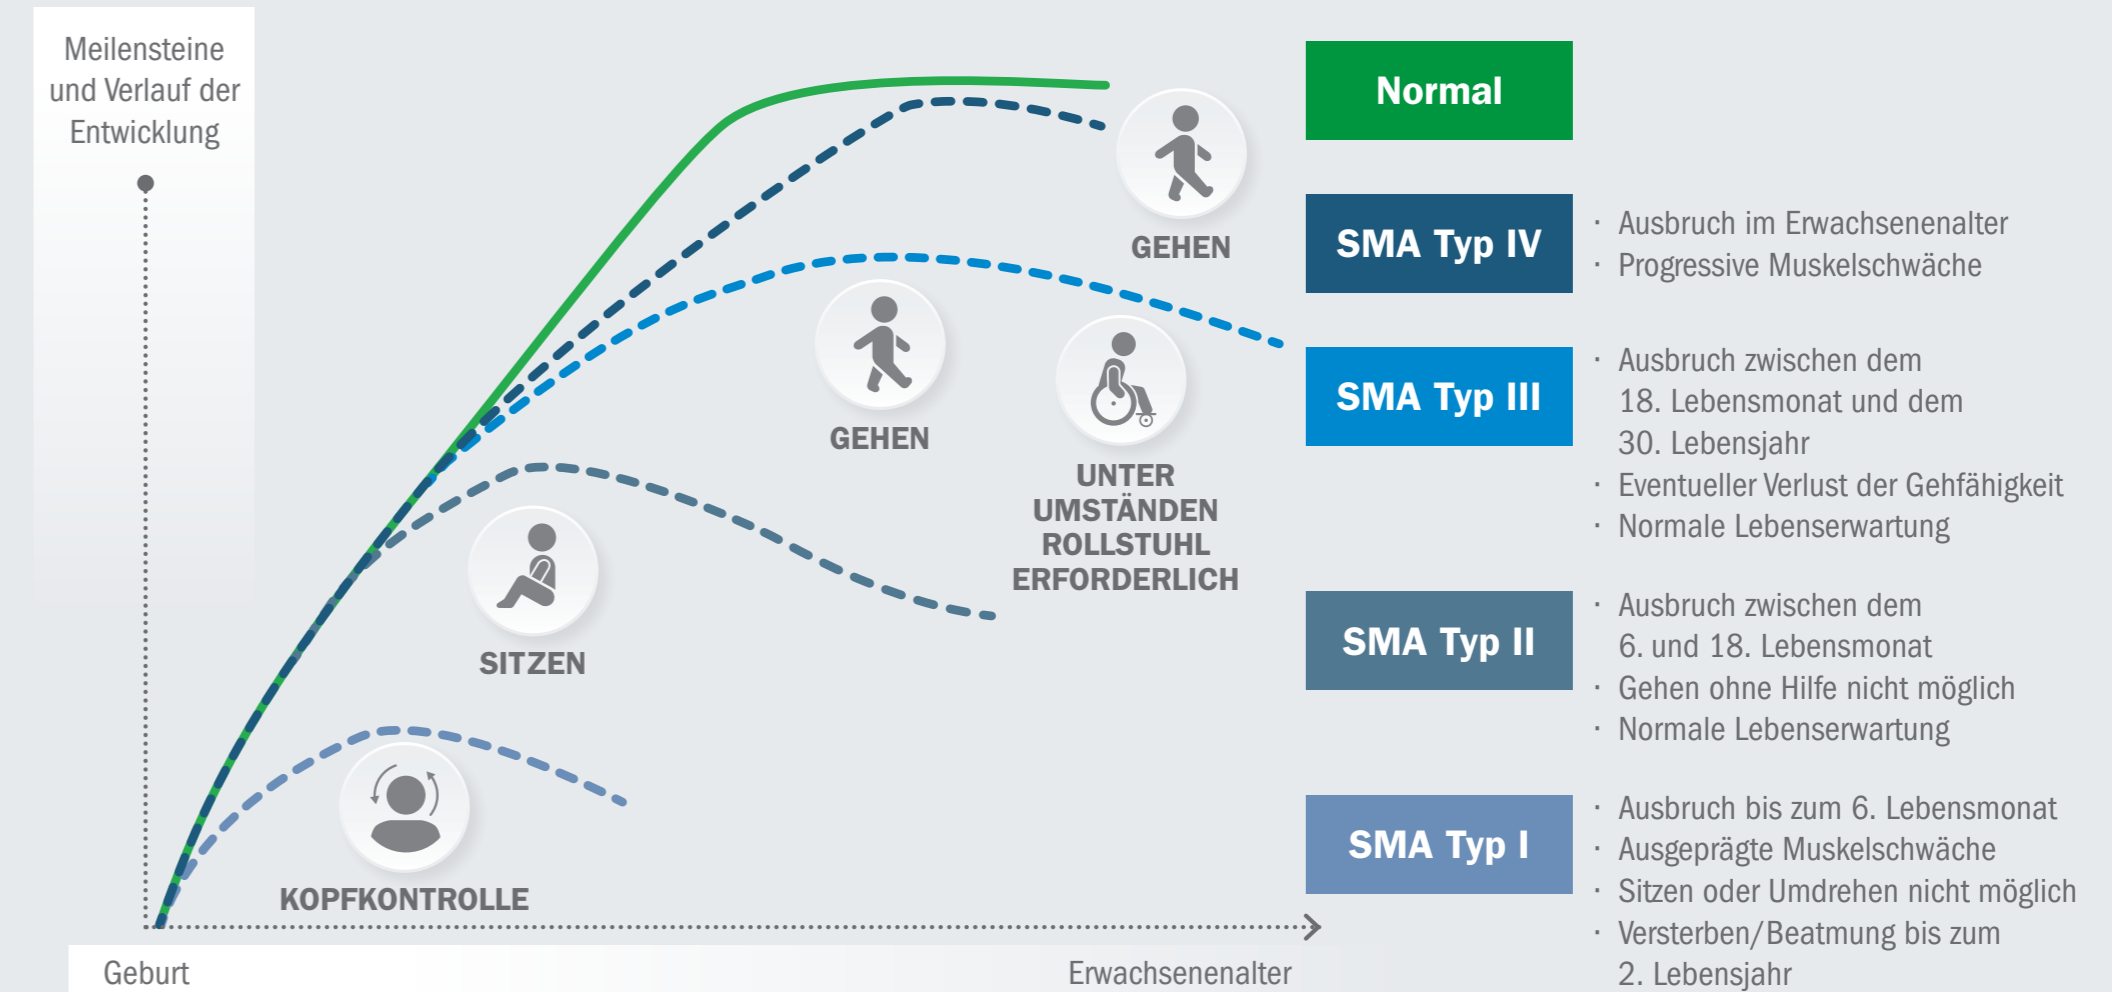 Meilensteine
und Verlauf der
Entwicklung
Normal
GEHEN
SMA Typ IV
· Ausbruch im Erwachsenenalter
· Progressive Muskelschwäche
GEHEN
UNTER
UMSTÄNDEN
ROLLSTUHL
ERFORDERLICH
SMA Typ III
· Ausbruch zwischen dem
18. Lebensmonat und dem
30. Lebensjahr
· Eventueller Verlust der Gehfähigkeit
· Normale Lebenserwartung
SITZEN
SMA Typ II
· Ausbruch zwischen dem
6. und 18. Lebensmonat
· Gehen ohne Hilfe nicht möglich
· Normale Lebenserwartung
KOPFKONTROLLE
SMA Typ I
· Ausbruch bis zum 6. Lebensmonat
· Ausgeprägte Muskelschwäche
· Sitzen oder Umdrehen nicht möglich
· Versterben/Beatmung bis zum
2. Lebensjahr
Geburt
Erwachsenenalter